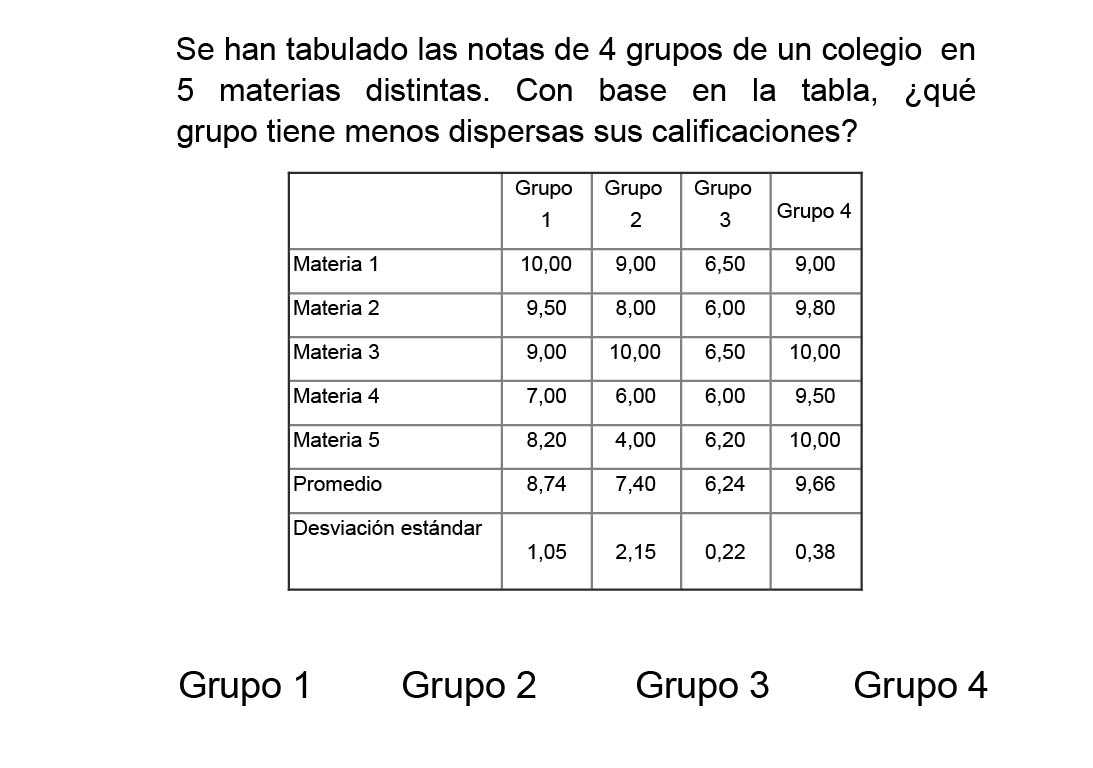 Se han tabulado las notas de 4 grupos de un colegio en
5 materias distintas. Con base en la tabla, ¿qué
grupo tiene menos dispersas sus calificaciones?
Grupo 1 Grupo 2 Grupo 3 Grupo 4
Materia 1 10,00 9,00 6,50 9,00
Materia 2 9,50 8,00 6,00 9,80
Materia 3 9,00 10,00 6,50 10,00
Materia 4 7,00 6,00 6,00 9,50
Materia 5 8,20 4,00 6,20 10,00
Promedio 8,74 7,40 6,24 9,66
Desviación estándar 1,05 2,15 0,22 0,38
Grupo 1 Grupo 2 Grupo 3 Grupo 4